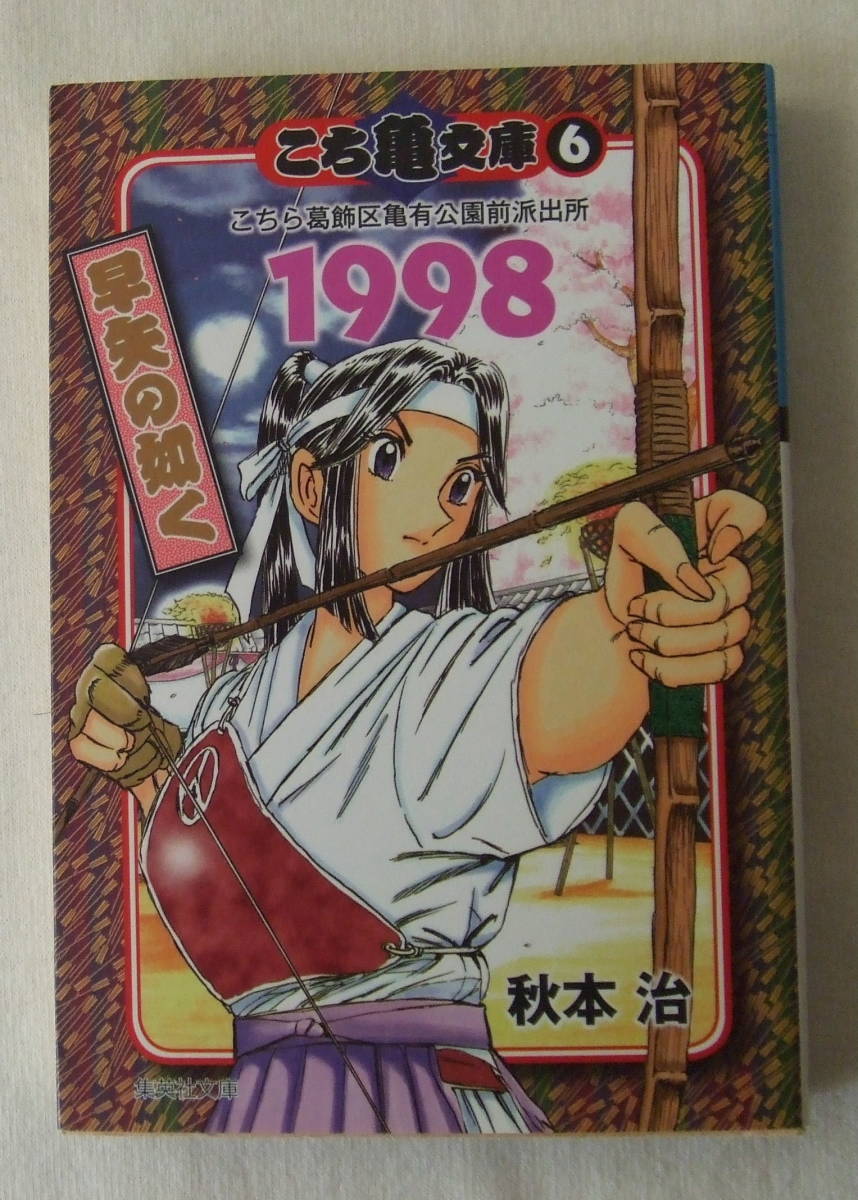 こち亀文庫6
こちら葛飾区亀有公園前派出所
1998
早矢の如く
秋本 治
集英社文庫